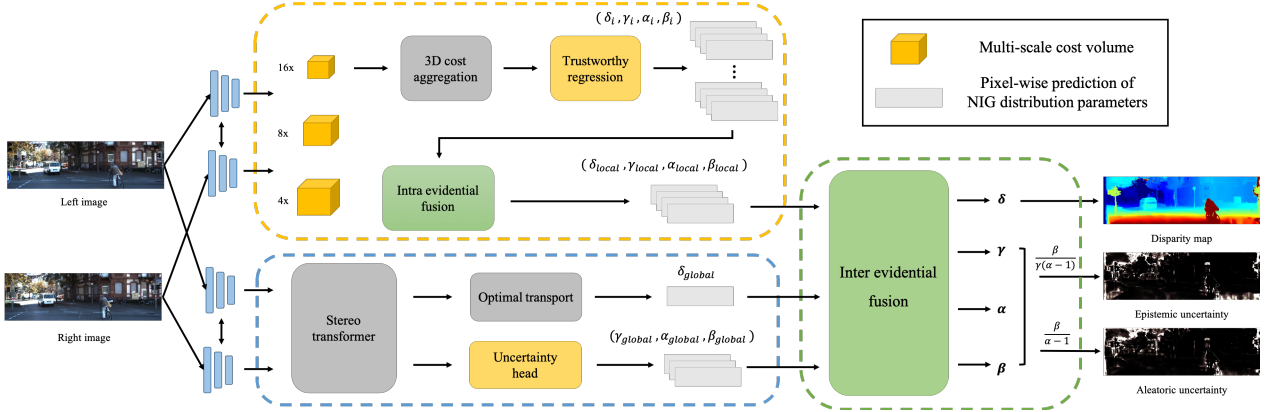 (δ_i, γ_i, α_i, β_i)
16x
3D cost
aggregation
Trustworthy
regression
8x
4x
Intra evidential
fusion
(δ_local, γ_local, α_local, β_local)
Multi-scale cost volume
Pixel-wise prediction of
NIG distribution parameters
Left image
Right image
Stereo
transformer
Optimal transport
δ_global
Uncertainty
head
(γ_global, α_global, β_global)
Inter evidential
fusion
δ
γ
α
β
β/γ(α−1)
β/α−1
Disparity map
Epistemic uncertainty
Aleatoric uncertainty